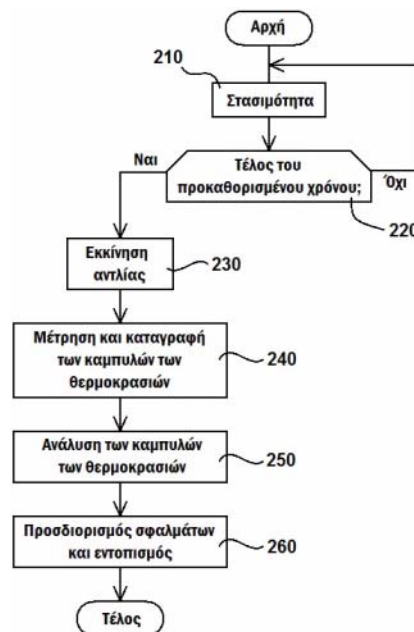 Αρχή
210
Στασιμότητα
Ναι
Τέλος του
προκαθορισμένου χρόνου;
Όχι
220
Εκκίνηση
αντλίας
230
Μέτρηση και καταγραφή
των καμπυλών των
θερμοκρασιών
240
Ανάλυση των καμπυλών
των θερμοκρασιών
250
Προσδιορισμός σφαλμάτων
και εντοπισμός
260
Τέλος